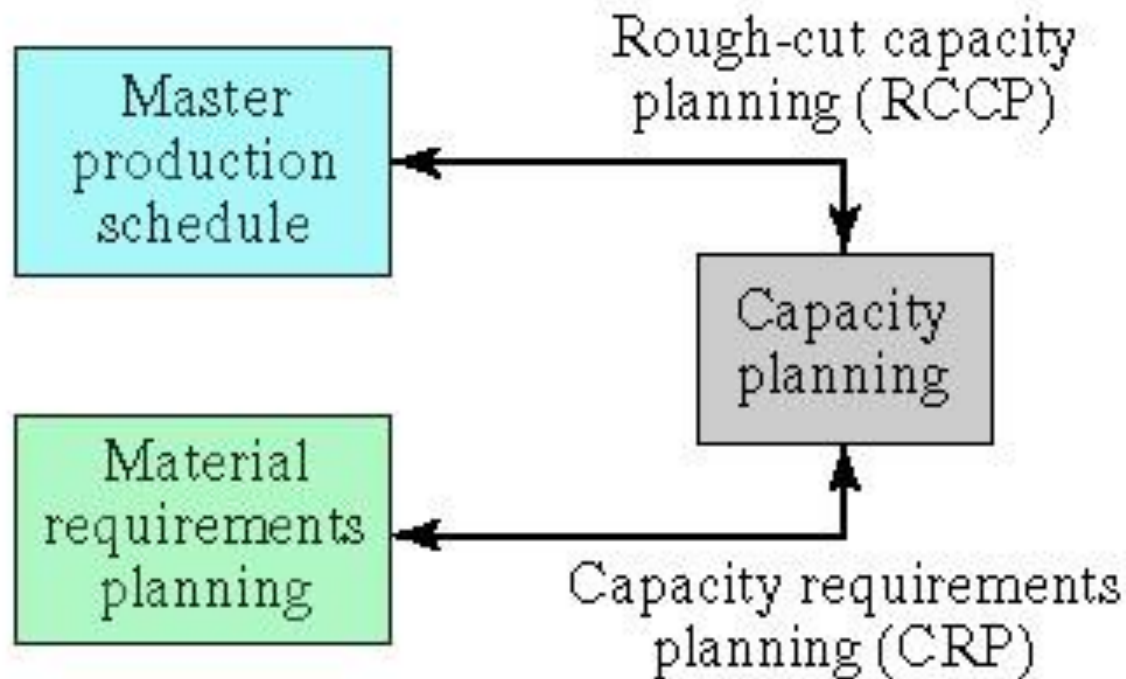 Master
production
schedule
Rough-cut capacity
planning (RCCP)
Capacity
planning
Material
requirements
planning
Capacity requirements
planning (CRP)